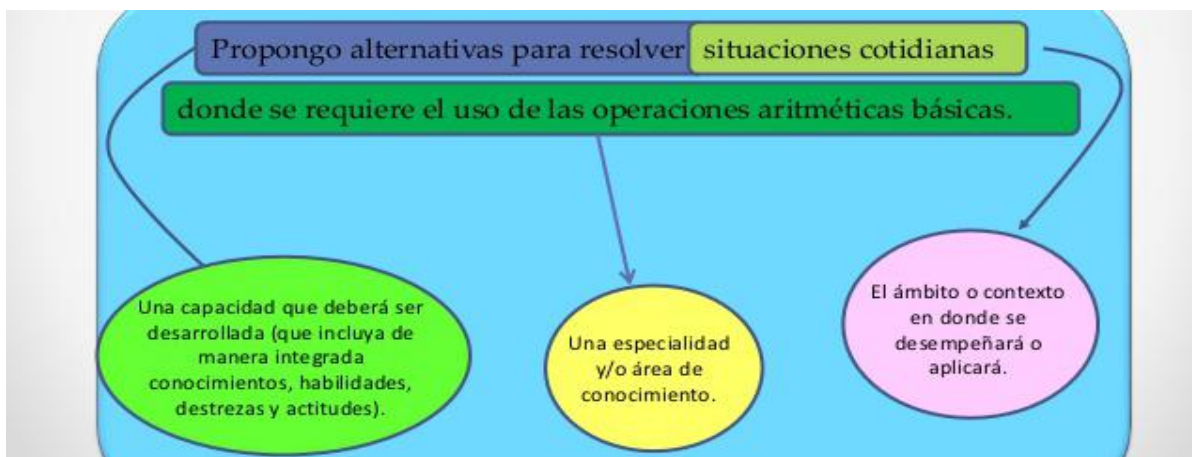 Propongo alternativas para resolver situaciones cotidianas
donde se requiere el uso de las operaciones aritméticas básicas.
Una capacidad que deberá ser
desarrollada (que incluya de
manera integrada
conocimientos, habilidades,
destrezas y actitudes).
Una especialidad
y/o área de
conocimiento.
El ámbito o contexto
en donde se
desempeñará o
aplicará.